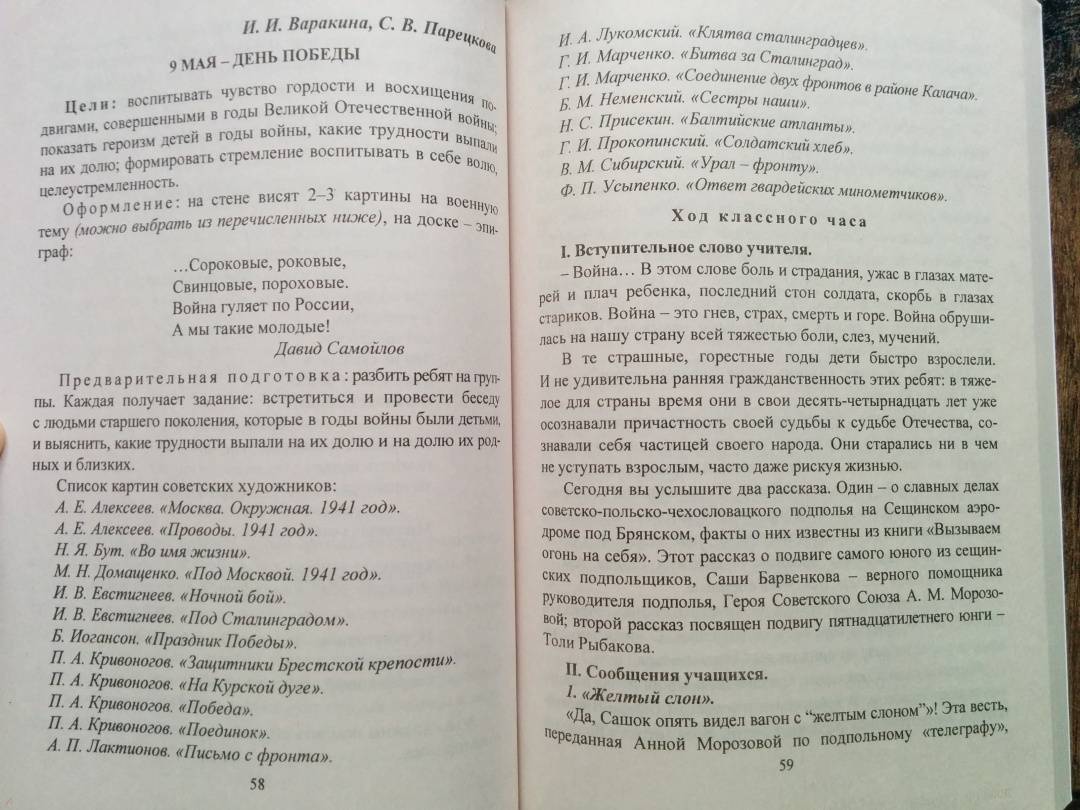 И. И. Варакина, С. В. Парецкова
9 МАЯ – ДЕНЬ ПОБЕДЫ
Цели: воспитывать чувство гордости и восхищения по-
двигами, совершенными в годы Великой Отечественной войны;
показать героизм детей в годы войны, какие трудности выпали
на их долю; формировать стремление воспитывать в себе волю,
целеустремленность.
Оформление: на стене висят 2–3 картины на военную
тему (можно выбрать из перечисленных ниже), на доске – эпи-
граф:
…Сороковые, роковые,
Свинцовые, пороховые.
Война гуляет по России,
А мы такие молодые!
Давид Самойлов
Предварительная подготовка: разбить ребят на груп-
пы. Каждая получает задание: встретиться и провести беседу
с людьми старшего поколения, которые в годы войны были детьми,
и выяснить, какие трудности выпали на их долю и на долю их род-
ных и близких.
Список картин советских художников:
А. Е. Алексеев. «Москва. Окружная. 1941 год».
А. Е. Алексеев. «Проводы. 1941 год».
Н. Я. Бут. «Во имя жизни».
М. Н. Домащенко. «Под Москвой. 1941 год».
И. В. Евстигнеев. «Ночной бой».
И. В. Евстигнеев. «Под Сталинградом».
Б. Иогансон. «Праздник Победы».
П. А. Кривоногов. «Защитники Брестской крепости».
П. А. Кривоногов. «На Курской дуге».
П. А. Кривоногов. «Победа».
П. А. Кривоногов. «Поединок».
А. П. Лактионов. «Письмо с фронта».
58
И. А. Лукомский. «Клятва сталинградцев».
Г. И. Марченко. «Битва за Сталинград».
Г. И. Марченко. «Соединение двух фронтов в районе Калача».
Б. М. Неменский. «Сестры наши».
Н. С. Присекин. «Балтийские атланты».
Г. И. Прокопинский. «Солдатский хлеб».
В. М. Сибирский. «Урал – фронту».
Ф. П. Усыпенко. «Ответ гвардейских минометчиков».
Ход классного часа
I. Вступительное слово учителя.
– Война… В этом слове боль и страдания, ужас в глазах мате-
рей и плач ребенка, последний стон солдата, скорбь в глазах
стариков. Война – это гнев, страх, смерть и горе. Война обруши-
лась на нашу страну всей тяжестью боли, слез, мучений.
В те страшные, горестные годы дети быстро взрослели.
И не удивительна ранняя гражданственность этих ребят: в тяже-
лое для страны время они в свои десять-четырнадцать лет уже
осознавали причастность своей судьбы к судьбе Отечества, со-
знавали себя частицей своего народа. Они старались ни в чем
не уступать взрослым, часто даже рискуя жизнью.
Сегодня вы услышите два рассказа. Один – о славных делах
советско-польско-чехословацкого подполья на Сещинском аэро-
дроме под Брянском, факты о них известны из книги «Вызываем
огонь на себя». Этот рассказ о подвиге самого юного из сещин-
ских подпольщиков, Саши Барвенкова – верного помощника
руководителя подполья, Героя Советского Союза А. М. Морозо-
вой; второй рассказ посвящен подвигу пятнадцатилетнего юнги –
Толи Рыбакова.
II. Сообщения учащихся.
1. «Желтый слон».
«Да, Сашок опять видел вагон с “желтым слоном”»! Эта весть,
переданная Анной Морозовой по подпольному «телеграфу»,
59